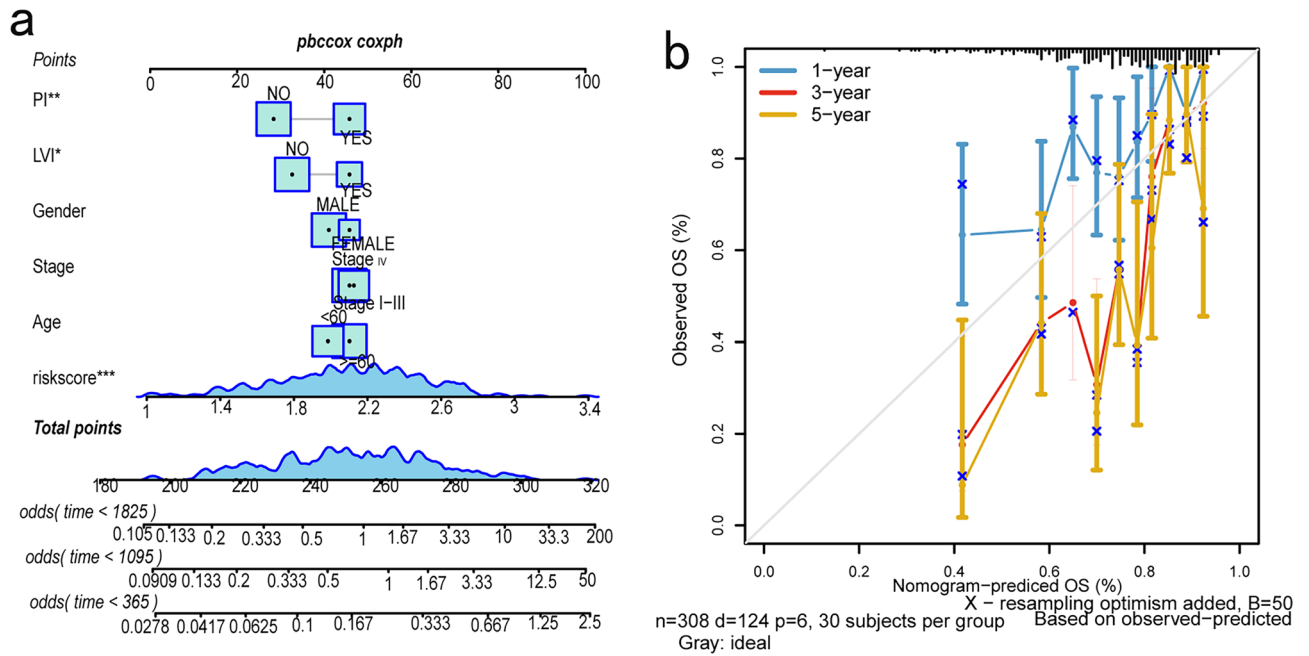 a
pbccox coxph
Points
0 20 40 60 80 100
PI**
NO
YES
LVI*
NO
YES
Gender
MALE
FEMALE
Stage
Stage IV
Stage I-III
Age
<60
>=60
riskscore***
1 1.4 1.8 2.2 2.6 3 3.4
Total points
180 200 220 240 260 280 300 320
odds( time < 1825 )
0.105 0.133 0.2 0.333 0.5 1 1.67 3.33 10 33.3 200
odds( time < 1095 )
0.0909 0.133 0.2 0.333 0.5 1 1.67 3.33 12.5 50
odds( time < 365 )
0.0278 0.0417 0.0625 0.1 0.167 0.333 0.667 1.25 2.5
b
1-year
3-year
5-year
Observed OS (%)
1.0
0.8
0.6
0.4
0.2
0.0
0.0 0.2 0.4 0.6 0.8 1.0
Nomogram-prediced OS (%)
X - resampling optimism added, B=50
n=308 d=124 p=6, 30 subjects per group
Based on observed-predicted
Gray: ideal